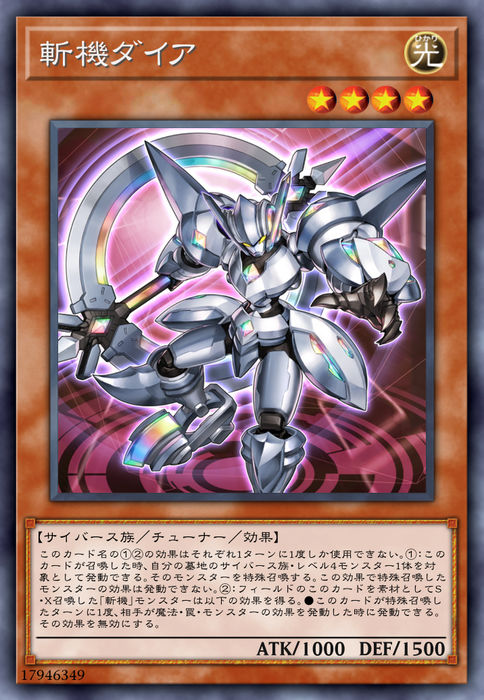 斬機ダイア
ひかり
光
【サイバース族／チューナー／効果】
このカード名の①②の効果はそれぞれ1ターンに1度しか使用できない。①：この
カードが召喚した時、自分の墓地のサイバース族・レベル4モンスター1体を対
象として発動できる。そのモンスターを特殊召喚する。この効果で特殊召喚した
モンスターの効果は発動できない。②：フィールドのこのカードを素材としてS
・X召喚した「斬機」モンスターは以下の効果を得る。●このカードが特殊召喚し
たターンに1度、相手が魔法・罠・モンスターの効果を発動した時に発動できる。
その効果を無効にする。
ATK/1000 DEF/1500
17946349